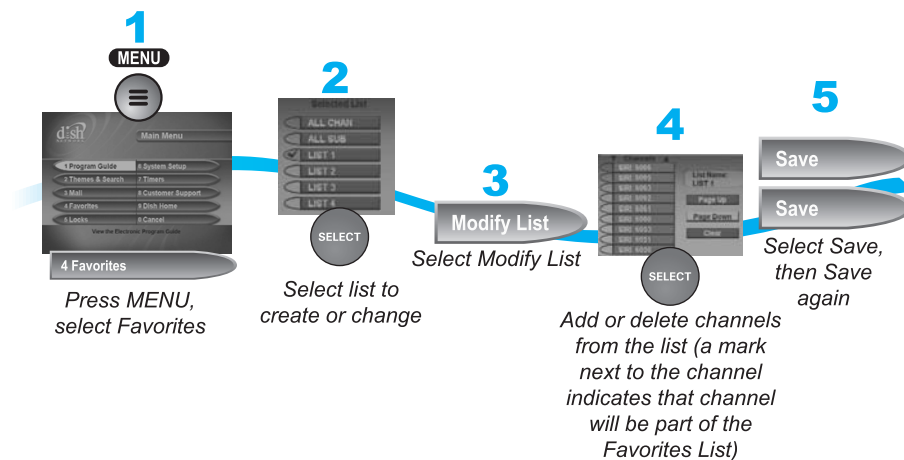 1
MENU
dish
Main Menu
1 Program Guide
6 System Setup
2 Themes & Search
7 Timers
3 Mail
8 Customer Support
4 Favorites
9 Dish Home
5 Locks
0 Cancel
View the Electronic Program Guide
4 Favorites
Press MENU,
select Favorites
2
Selected List
ALL CHAN
ALL SUB
LIST 1
LIST 2
LIST 3
LIST 4
SELECT
Select list to
create or change
3
Modify List
Select Modify List
4
Channels
List Name:
LIST 1
Page Up
Page Down
Clear
SELECT
Add or delete channels
from the list (a mark
next to the channel
indicates that channel
will be part of the
Favorites List)
5
Save
Save
Select Save,
then Save
again